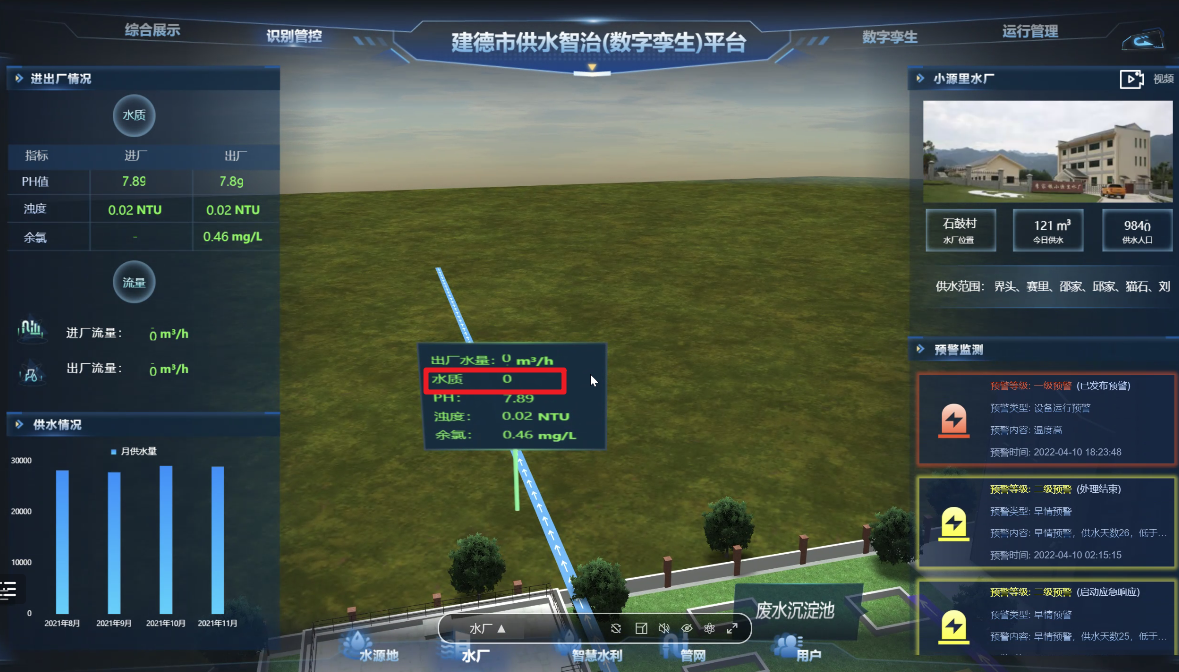 综合展示
识别管控
建德市供水智治(数字孪生)平台
数字孪生
运行管理
进出厂情况
水质
指标 进厂 出厂
PH值 7.89 7.89
浊度 0.02 NTU 0.02 NTU
余氯 - 0.46 mg/L
流量
进厂流量: 0 m³/h
出厂流量: 0 m³/h
供水情况
月供水量
30000
20000
10000
0
2021年8月 2021年9月 2021年10月 2021年11月
出厂水量: 0 m³/h
水质 0
PH: 7.89
浊度: 0.02 NTU
余氯: 0.46 mg/L
废水沉淀池
水厂 ▲
水源地 水厂 智慧水利 管网 用户
小源里水厂 视频
石鼓村 121 m³ 9840
水厂位置 今日供水 供水人口
供水范围: 界头、赛里、邵家、邱家、猫石、刘
预警监测
预警等级: 一级预警 (已发布预警)
预警类型: 设备运行预警
预警内容: 温度高
预警时间: 2022-04-10 18:23:48
预警等级: 二级预警 (处理结束)
预警类型: 旱情预警
预警内容: 旱情预警，供水天数26，低于...
预警时间: 2022-04-10 02:15:15
预警等级: 二级预警 (启动应急响应)
预警类型: 旱情预警
预警内容: 旱情预警，供水天数25，低于...